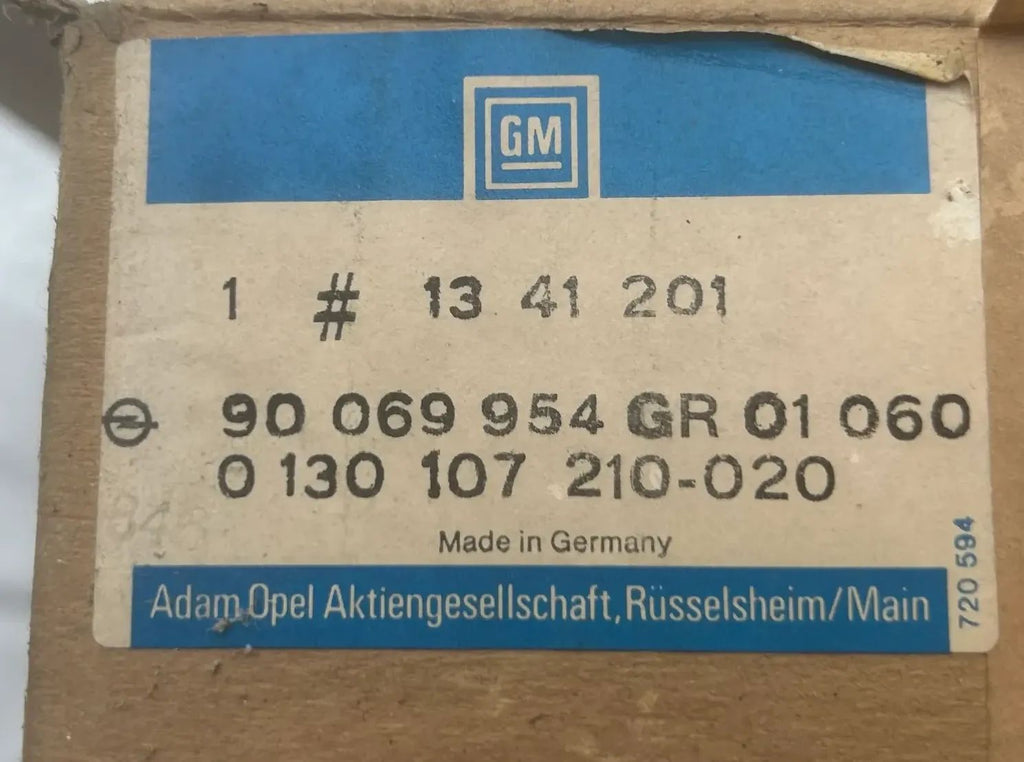 GM
1 # 13 41 201
90 069 954 GR 01 060
0 130 107 210-020
Made in Germany
Adam Opel Aktiengesellschaft, Rüsselsheim/Main
720 594